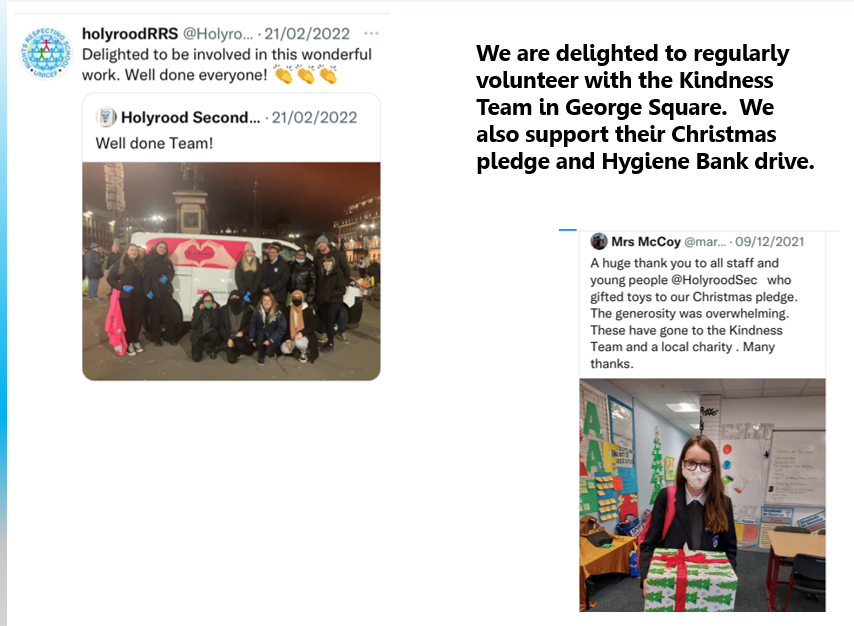 holyroodRRS @Holyro... · 21/02/2022
Delighted to be involved in this wonderful
work. Well done everyone! 👏👏👏
RIGHTS RESPECTING SCHOOLS
UNICEF
Holyrood Second... · 21/02/2022
Well done Team!
We are delighted to regularly
volunteer with the Kindness
Team in George Square. We
also support their Christmas
pledge and Hygiene Bank drive.
Mrs McCoy @mar... · 09/12/2021
A huge thank you to all staff and
young people @HolyroodSec who
gifted toys to our Christmas pledge.
The generosity was overwhelming.
These have gone to the Kindness
Team and a local charity . Many
thanks.